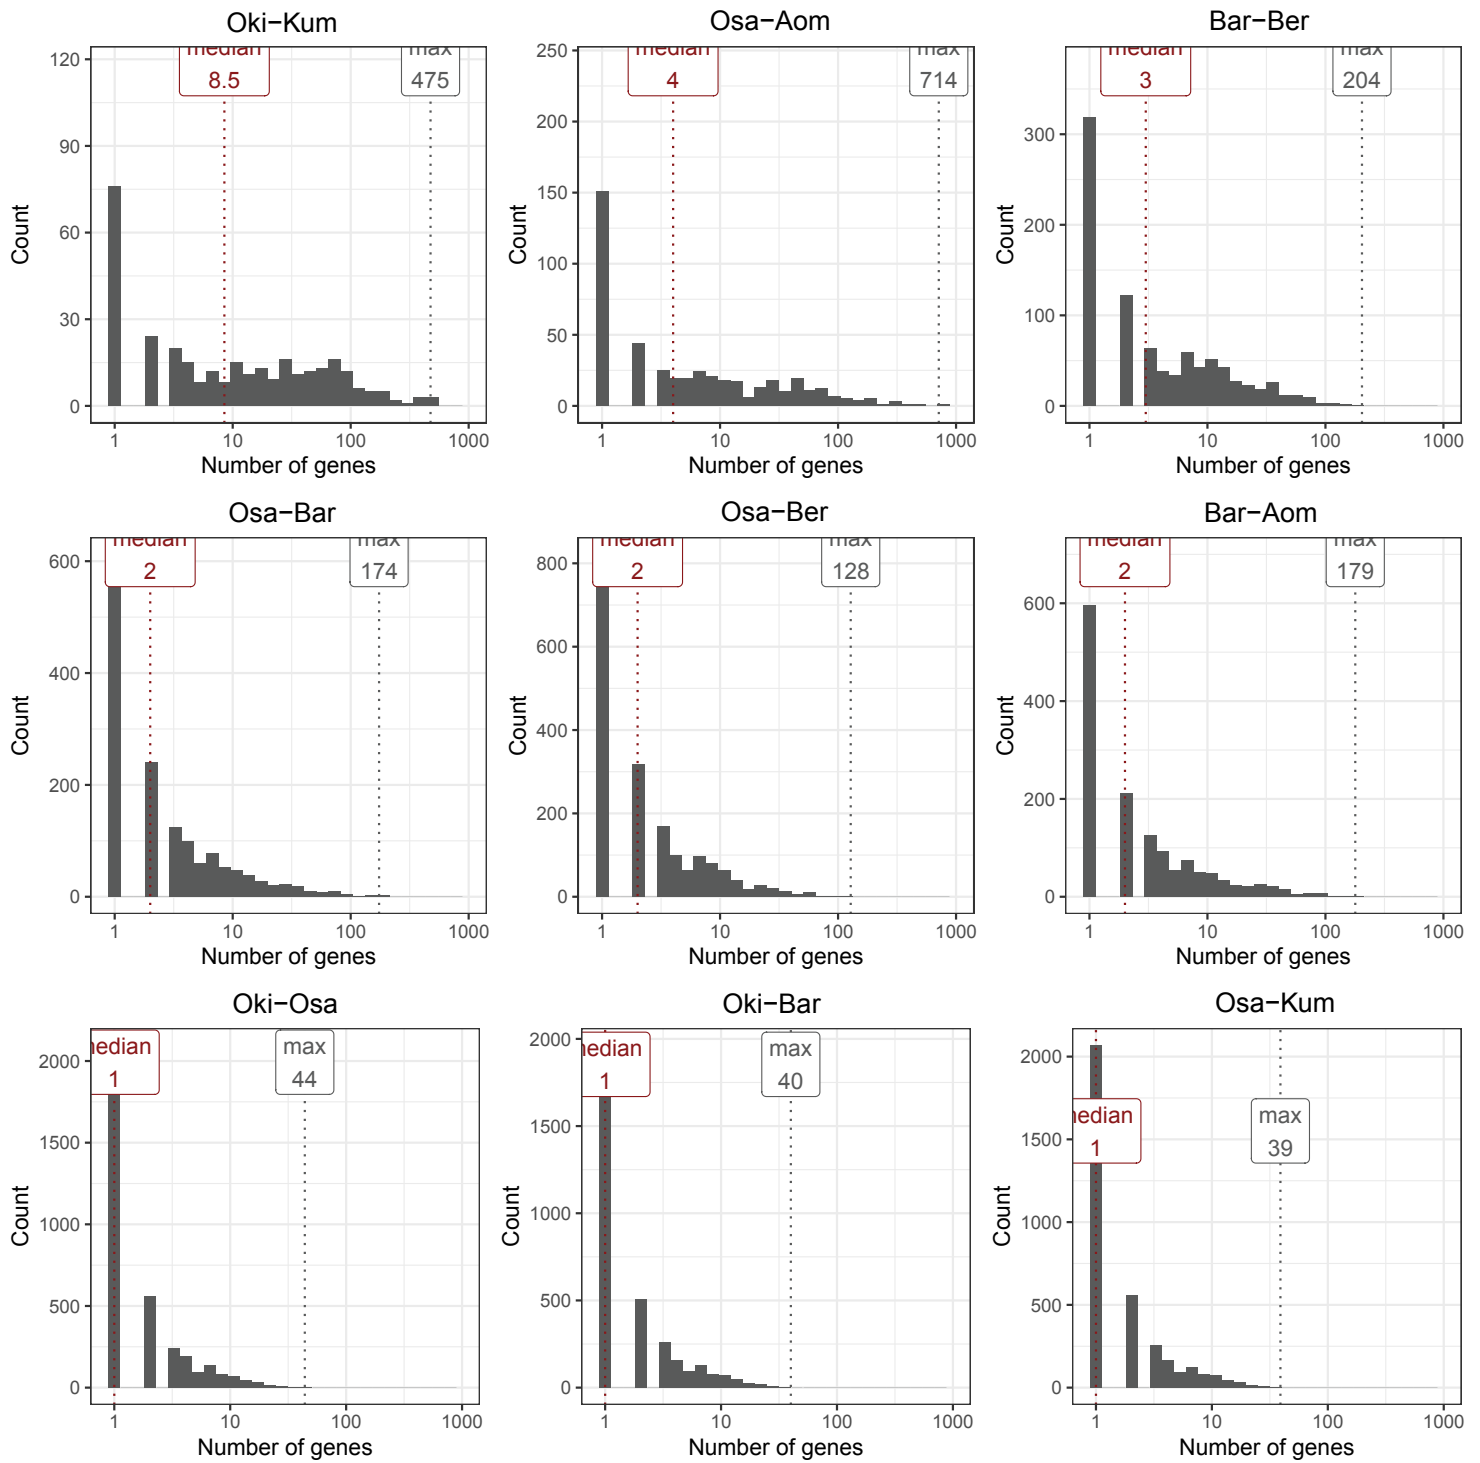 Oki−Kum
Osa−Aom
Bar−Ber
median
8.5
max
475
median
4
max
714
median
3
max
204
120
90
60
30
0
250
200
150
100
50
0
300
200
100
0
Count
Count
Count
1 10 100 1000
1 10 100 1000
1 10 100 1000
Number of genes
Number of genes
Number of genes
Osa−Bar
Osa−Ber
Bar−Aom
median
2
max
174
median
2
max
128
median
2
max
179
600
400
200
0
800
600
400
200
0
600
400
200
0
Count
Count
Count
1 10 100 1000
1 10 100 1000
1 10 100 1000
Number of genes
Number of genes
Number of genes
Oki−Osa
Oki−Bar
Osa−Kum
median
1
max
44
median
1
max
40
median
1
max
39
2000
1500
1000
500
0
2000
1500
1000
500
0
2000
1500
1000
500
0
Count
Count
Count
1 10 100 1000
1 10 100 1000
1 10 100 1000
Number of genes
Number of genes
Number of genes